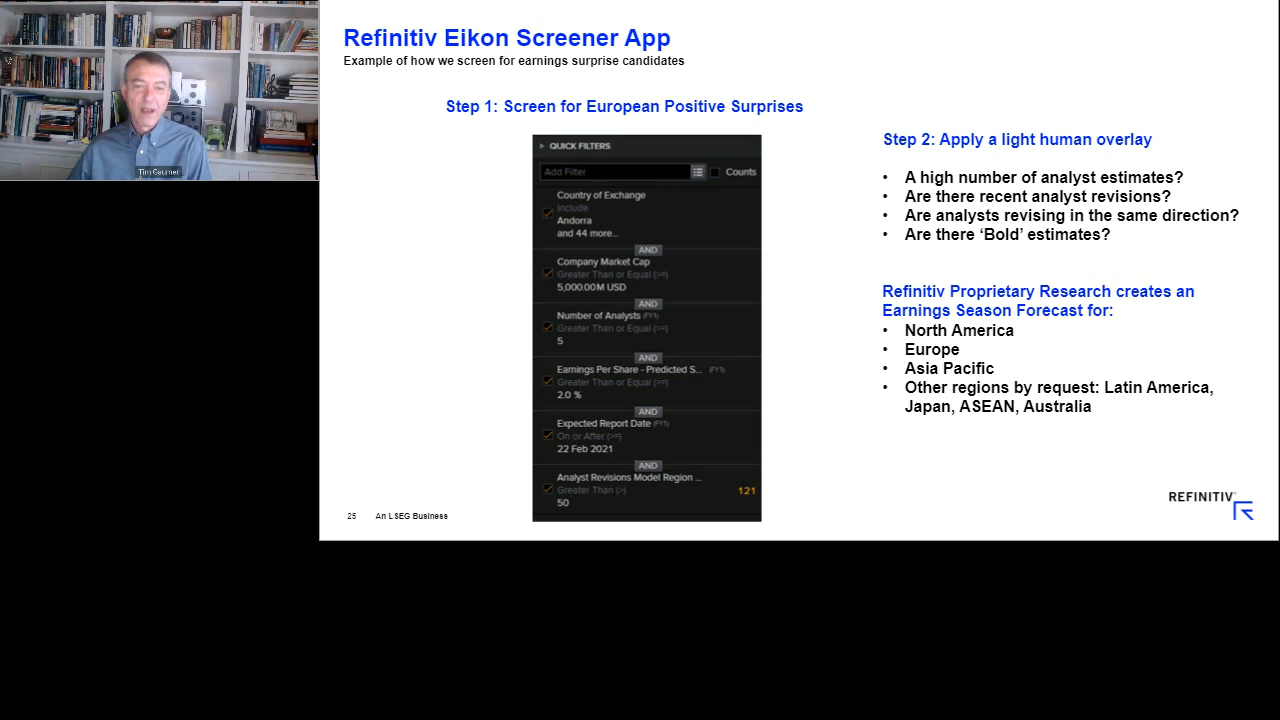 Tim Gaumer
Refinitiv Eikon Screener App
Example of how we screen for earnings surprise candidates
Step 1: Screen for European Positive Surprises
QUICK FILTERS
Add Filter
Counts
Country of Exchange
Include
Andorra
and 44 more...
AND
Company Market Cap
Greater Than or Equal (>=)
5,000.00M USD
AND
Number of Analysts (FY1)
Greater Than or Equal (>=)
5
AND
Earnings Per Share - Predicted S... (FY1)
Greater Than or Equal (>=)
2.0 %
AND
Expected Report Date (FY1)
On or After (>=)
22 Feb 2021
AND
Analyst Revisions Model Region ...
Greater Than (>)
121
50
Step 2: Apply a light human overlay
• A high number of analyst estimates?
• Are there recent analyst revisions?
• Are analysts revising in the same direction?
• Are there ‘Bold’ estimates?
Refinitiv Proprietary Research creates an
Earnings Season Forecast for:
• North America
• Europe
• Asia Pacific
• Other regions by request: Latin America,
Japan, ASEAN, Australia
25 An LSEG Business
REFINITIV